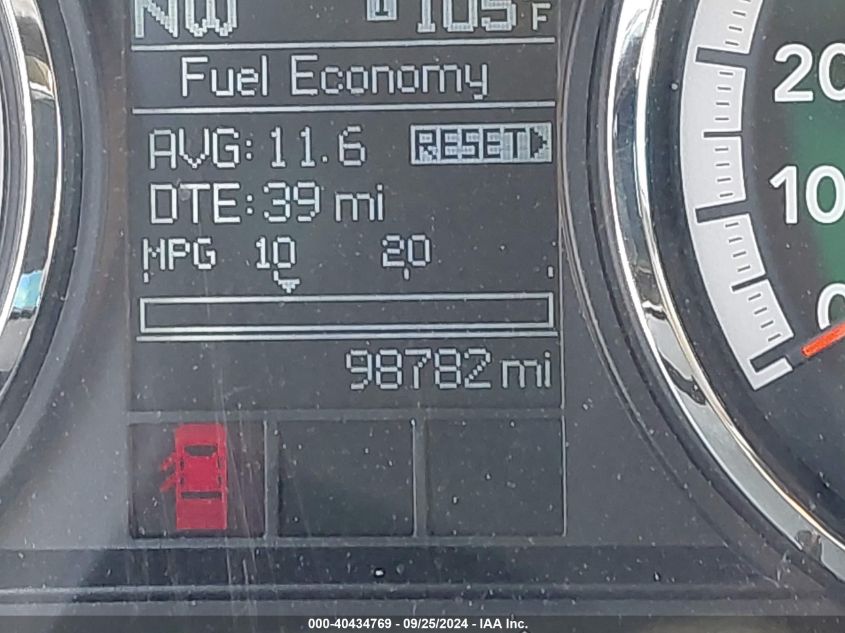 NW 105 F
Fuel Economy
AVG: 11.6 RESET
DTE: 39 mi
MPG 10 20
98782 mi
20
10
0
000-40434769 - 09/25/2024 - IAA Inc.